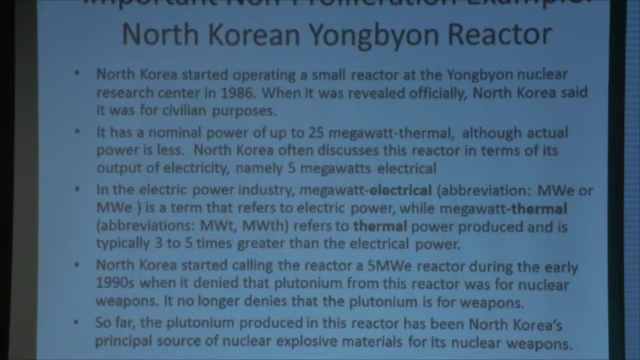 Important Non-Proliferation Example:
North Korean Yongbyon Reactor
• North Korea started operating a small reactor at the Yongbyon nuclear
research center in 1986. When it was revealed officially, North Korea said
it was for civilian purposes.
• It has a nominal power of up to 25 megawatt-thermal, although actual
power is less. North Korea often discusses this reactor in terms of its
output of electricity, namely 5 megawatts electrical
• In the electric power industry, megawatt-electrical (abbreviation: MWe or
MWe ) is a term that refers to electric power, while megawatt-thermal
(abbreviations: MWt, MWth) refers to thermal power produced and is
typically 3 to 5 times greater than the electrical power.
• North Korea started calling the reactor a 5MWe reactor during the early
1990s when it denied that plutonium from this reactor was for nuclear
weapons. It no longer denies that the plutonium is for weapons.
• So far, the plutonium produced in this reactor has been North Korea's
principal source of nuclear explosive materials for its nuclear weapons.